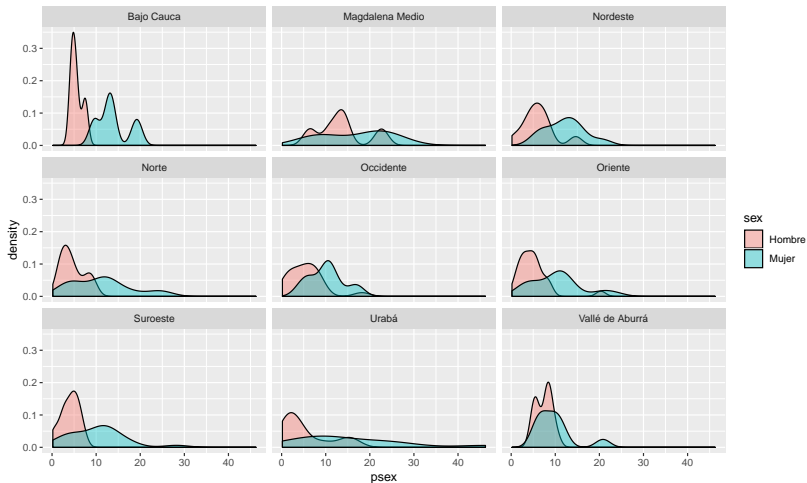 Bajo Cauca
Magdalena Medio
Nordeste
0.3
0.2
0.1
0.0
Norte
Occidente
Oriente
0.3
0.2
0.1
0.0
Suroeste
Urabá
Vallé de Aburrá
0.3
0.2
0.1
0.0
0 10 20 30 40
0 10 20 30 40
0 10 20 30 40
psex
density
sex
Hombre
Mujer